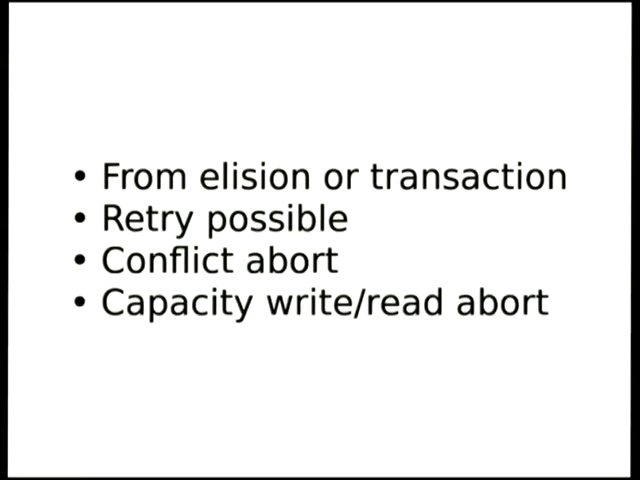 • From elision or transaction
• Retry possible
• Conflict abort
• Capacity write/read abort